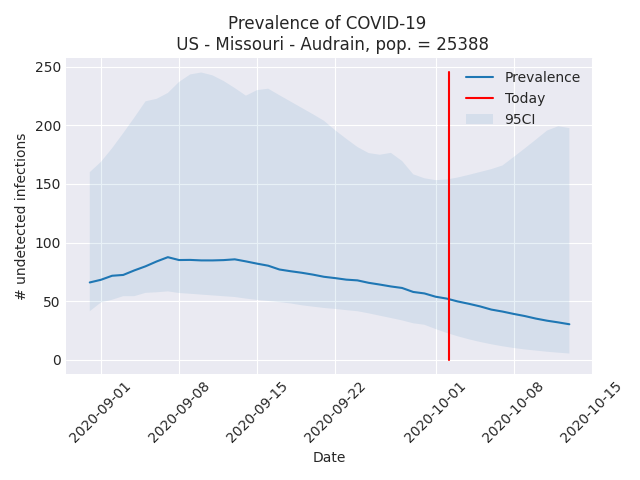 Prevalence of COVID-19
US - Missouri - Audrain, pop. = 25388
250
200
150
100
50
0
# undetected infections
Prevalence
Today
95CI
2020-09-01
2020-09-08
2020-09-15
2020-09-22
2020-10-01
2020-10-08
2020-10-15
Date